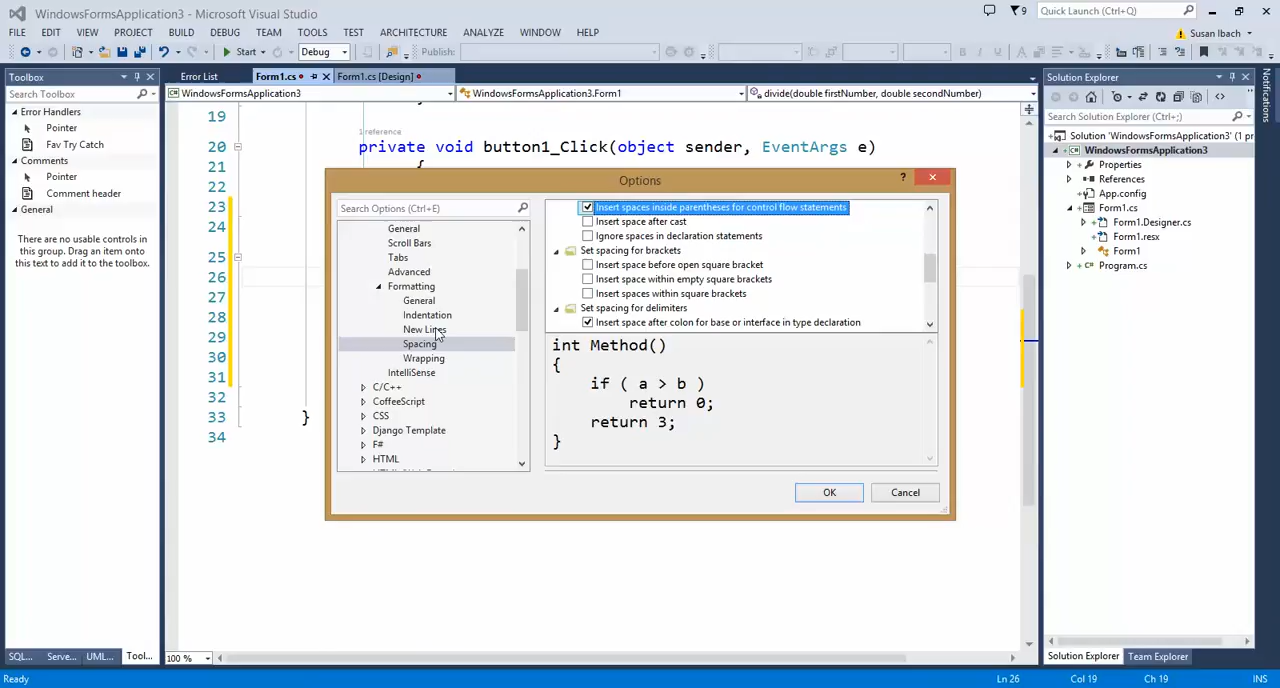 WindowsFormsApplication3 - Microsoft Visual Studio
9
Quick Launch (Ctrl+Q)
FILE EDIT VIEW PROJECT BUILD DEBUG TEAM TOOLS TEST ARCHITECTURE ANALYZE WINDOW HELP
Susan Ibach
Start Debug Publish:
Toolbox
Search Toolbox
Error Handlers
Pointer
Fav Try Catch
Comments
Pointer
Comment header
General
There are no usable controls in
this group. Drag an item onto
this text to add it to the toolbox.
SQL... Serve... UML... Tool...
Error List Form1.cs Form1.cs [Design]
WindowsFormsApplication3 WindowsFormsApplication3.Form1 divide(double firstNumber, double secondNumber)
19
1 reference
20 private void button1_Click(object sender, EventArgs e)
21 {
22
23
24
25
26
27
28
29
30
31
32
33 }
34
100 %
Options
Search Options (Ctrl+E)
General
Scroll Bars
Tabs
Advanced
Formatting
General
Indentation
New Lines
Spacing
Wrapping
IntelliSense
C/C++
CoffeeScript
CSS
Django Template
F#
HTML
Insert spaces inside parentheses for control flow statements
Insert space after cast
Ignore spaces in declaration statements
Set spacing for brackets
Insert space before open square bracket
Insert space within empty square brackets
Insert spaces within square brackets
Set spacing for delimiters
Insert space after colon for base or interface in type declaration
int Method()
{
if ( a > b )
return 0;
return 3;
}
OK Cancel
Solution Explorer
Search Solution Explorer (Ctrl+;)
Solution 'WindowsFormsApplication3' (1 pr
WindowsFormsApplication3
Properties
References
App.config
Form1.cs
Form1.Designer.cs
Form1.resx
Form1
Program.cs
Solution Explorer Team Explorer
Notifications
Ready Ln 26 Col 19 Ch 19 INS